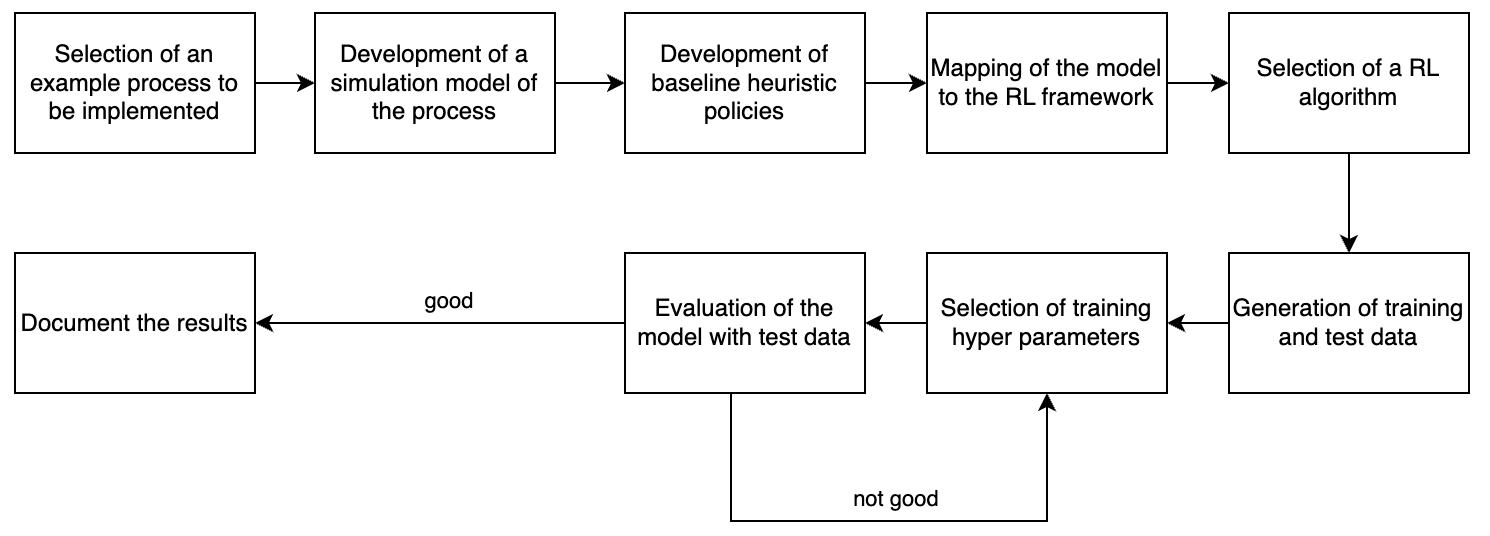 Selection of an
example process to
be implemented
Development of a
simulation model of
the process
Development of
baseline heuristic
policies
Mapping of the model
to the RL framework
Selection of a RL
algorithm
Document the results
good
Evaluation of the
model with test data
Selection of training
hyper parameters
Generation of training
and test data
not good